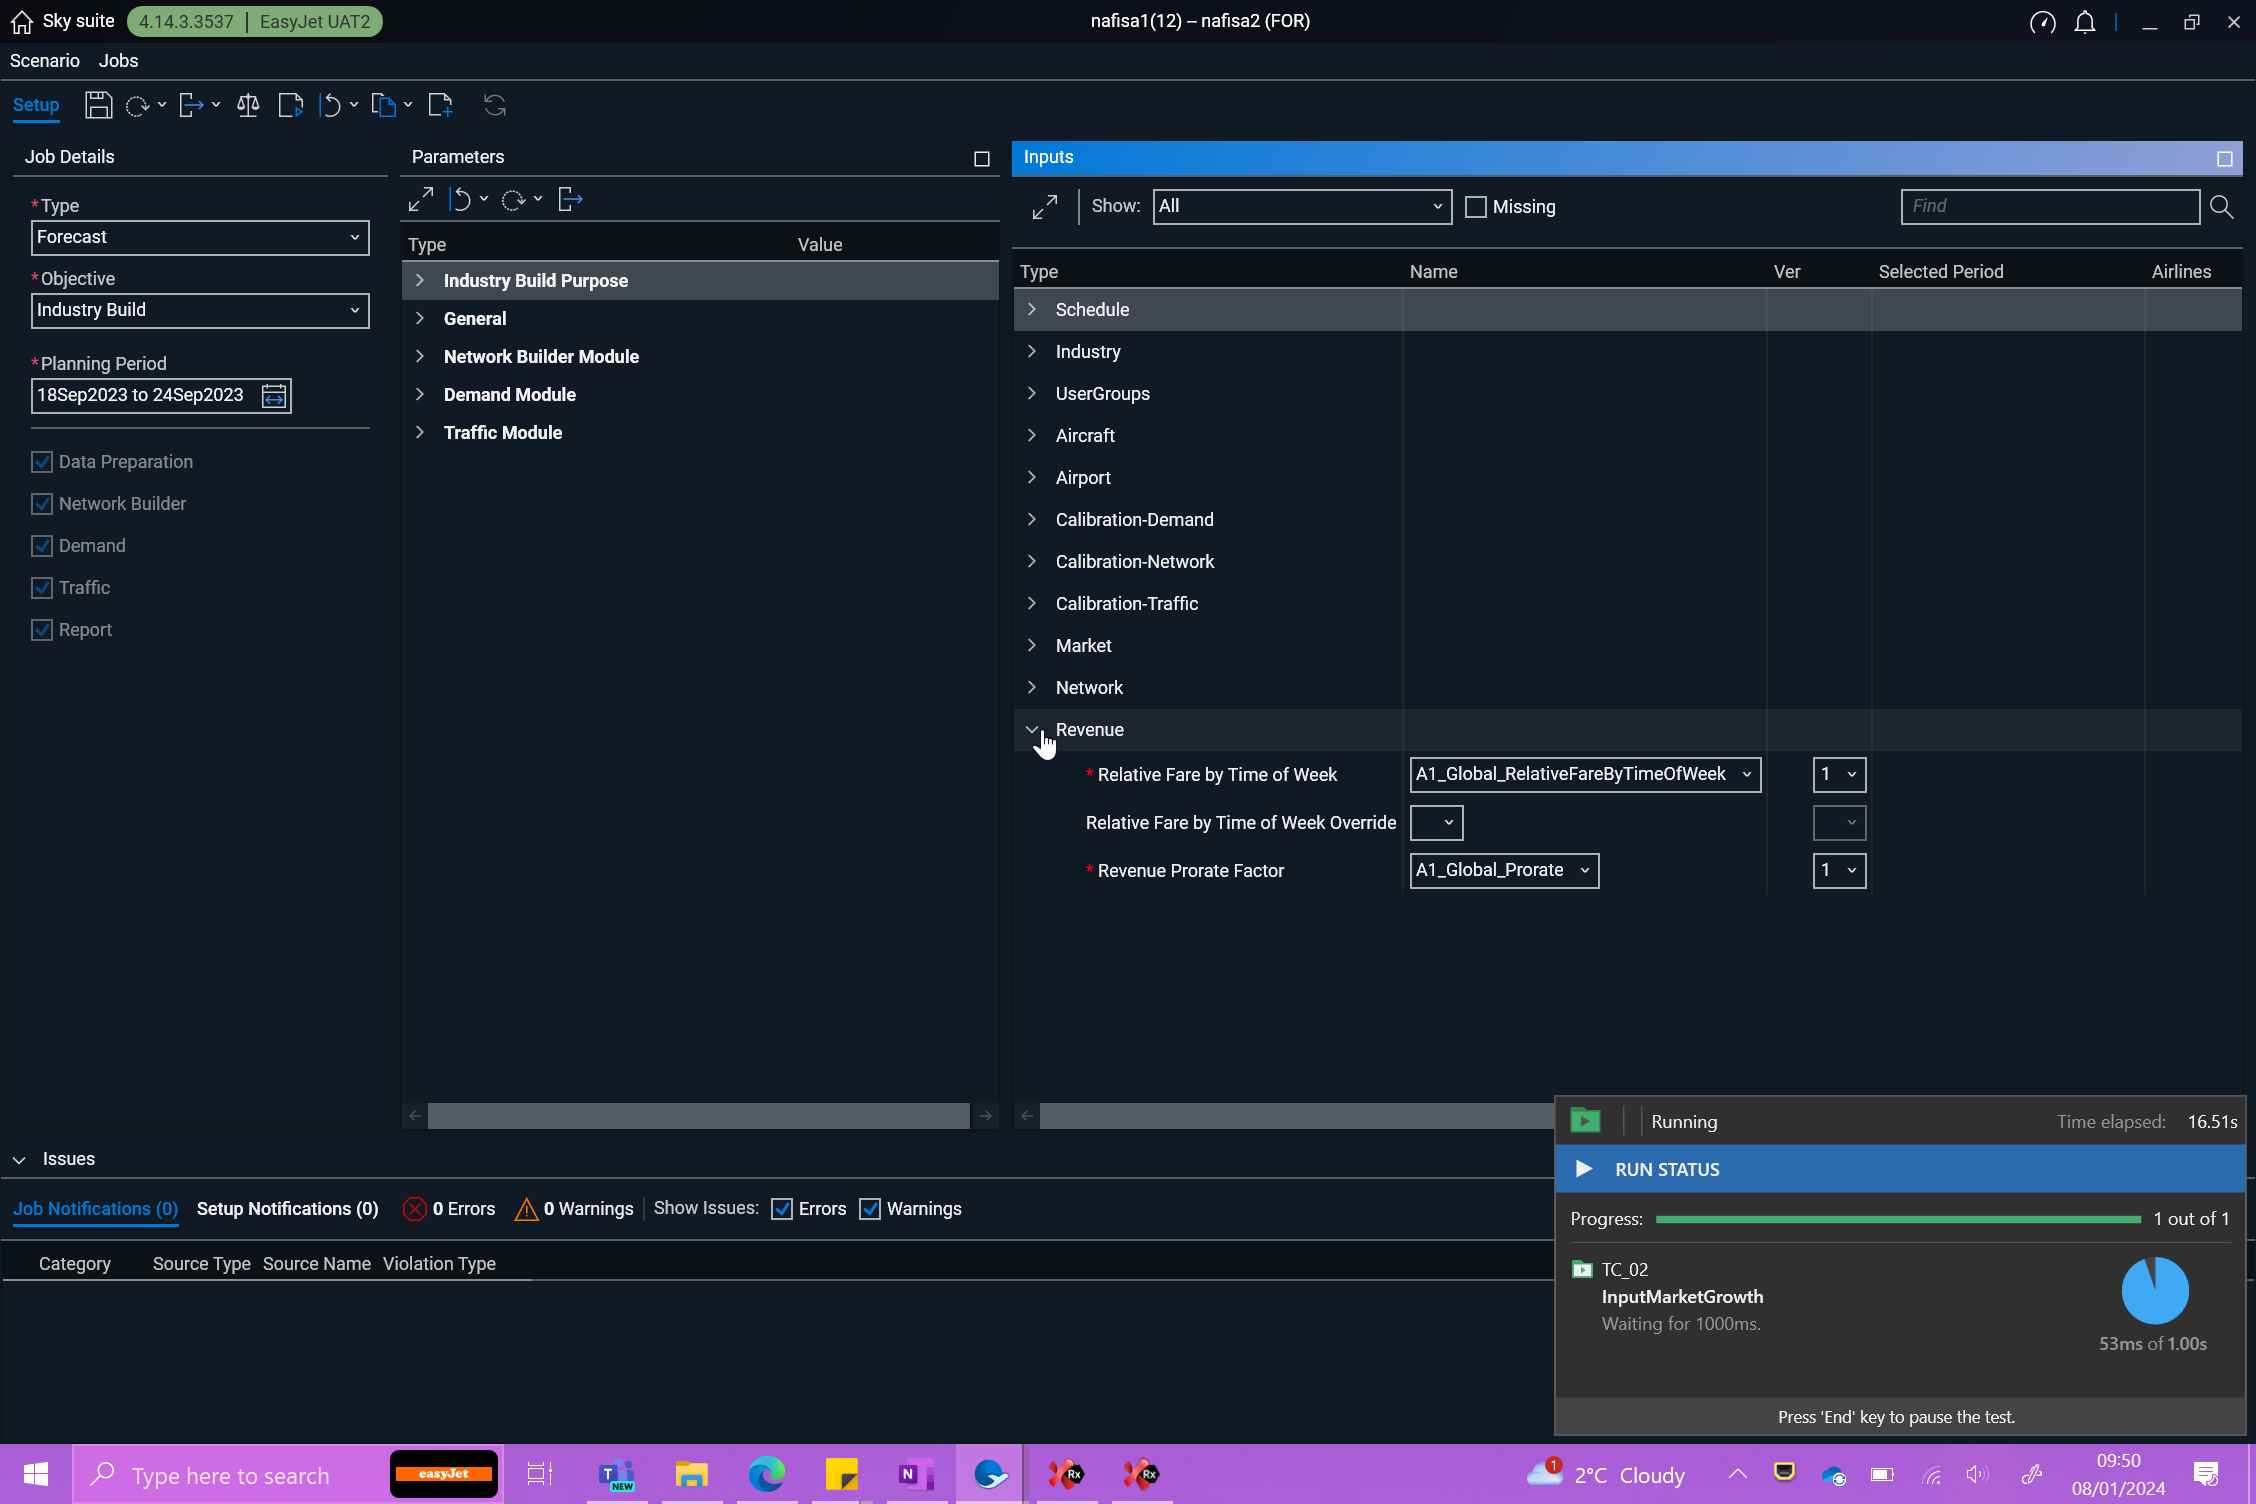 Sky suite 4.14.3.3537 | EasyJet UAT2
nafisa1(12) – nafisa2 (FOR)
Scenario Jobs
Setup
Job Details
*Type
Forecast
*Objective
Industry Build
*Planning Period
18Sep2023 to 24Sep2023
Data Preparation
Network Builder
Demand
Traffic
Report
Parameters
Type Value
Industry Build Purpose
General
Network Builder Module
Demand Module
Traffic Module
Inputs
Show: All Missing Find
Type Name Ver Selected Period Airlines
Schedule
Industry
UserGroups
Aircraft
Airport
Calibration-Demand
Calibration-Network
Calibration-Traffic
Market
Network
Revenue
* Relative Fare by Time of Week A1_Global_RelativeFareByTimeOfWeek 1
Relative Fare by Time of Week Override
* Revenue Prorate Factor A1_Global_Prorate 1
Issues
Job Notifications (0) Setup Notifications (0) 0 Errors 0 Warnings Show Issues: Errors Warnings
Category Source Type Source Name Violation Type
Running Time elapsed: 16.51s
RUN STATUS
Progress: 1 out of 1
TC_02
InputMarketGrowth
Waiting for 1000ms.
53ms of 1.00s
Press 'End' key to pause the test.
Type here to search easyJet T NEW N Rx Rx 1 2°C Cloudy
09:50
08/01/2024